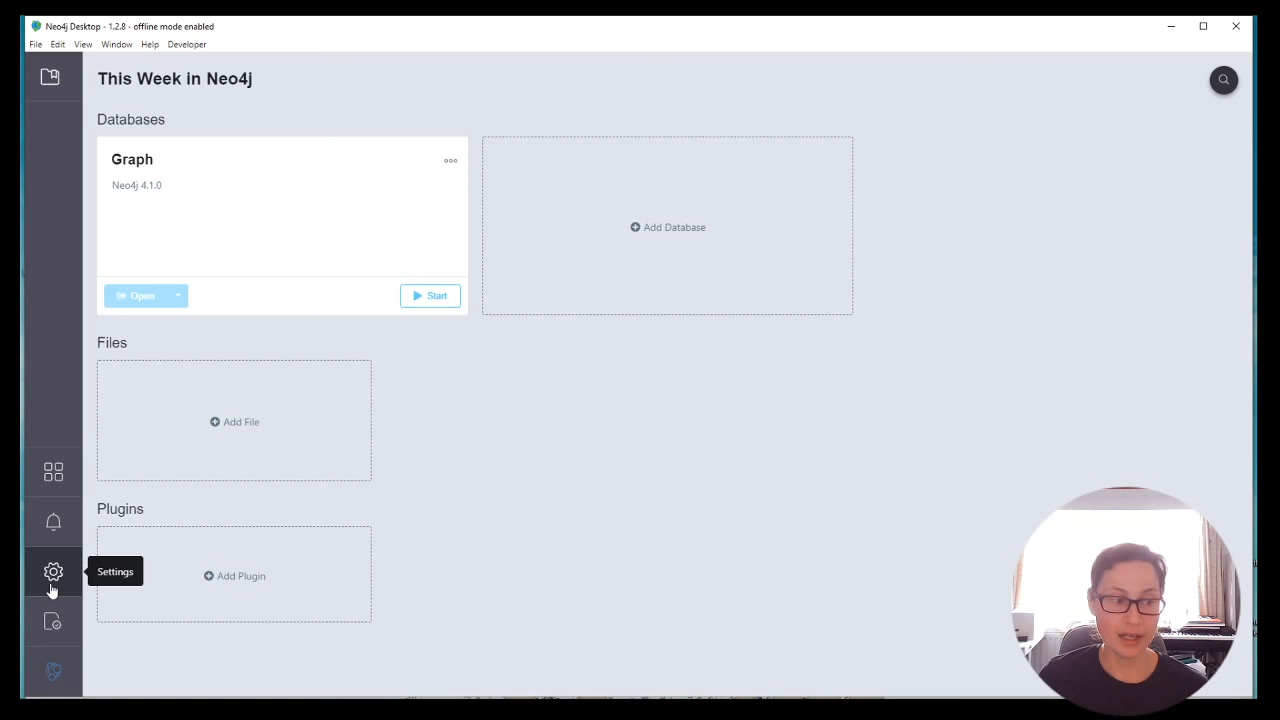 Neo4j Desktop - 1.2.8 - offline mode enabled
File Edit View Window Help Developer
This Week in Neo4j
Databases
Graph
Neo4j 4.1.0
Add Database
Open
Start
Files
Add File
Plugins
Settings
Add Plugin